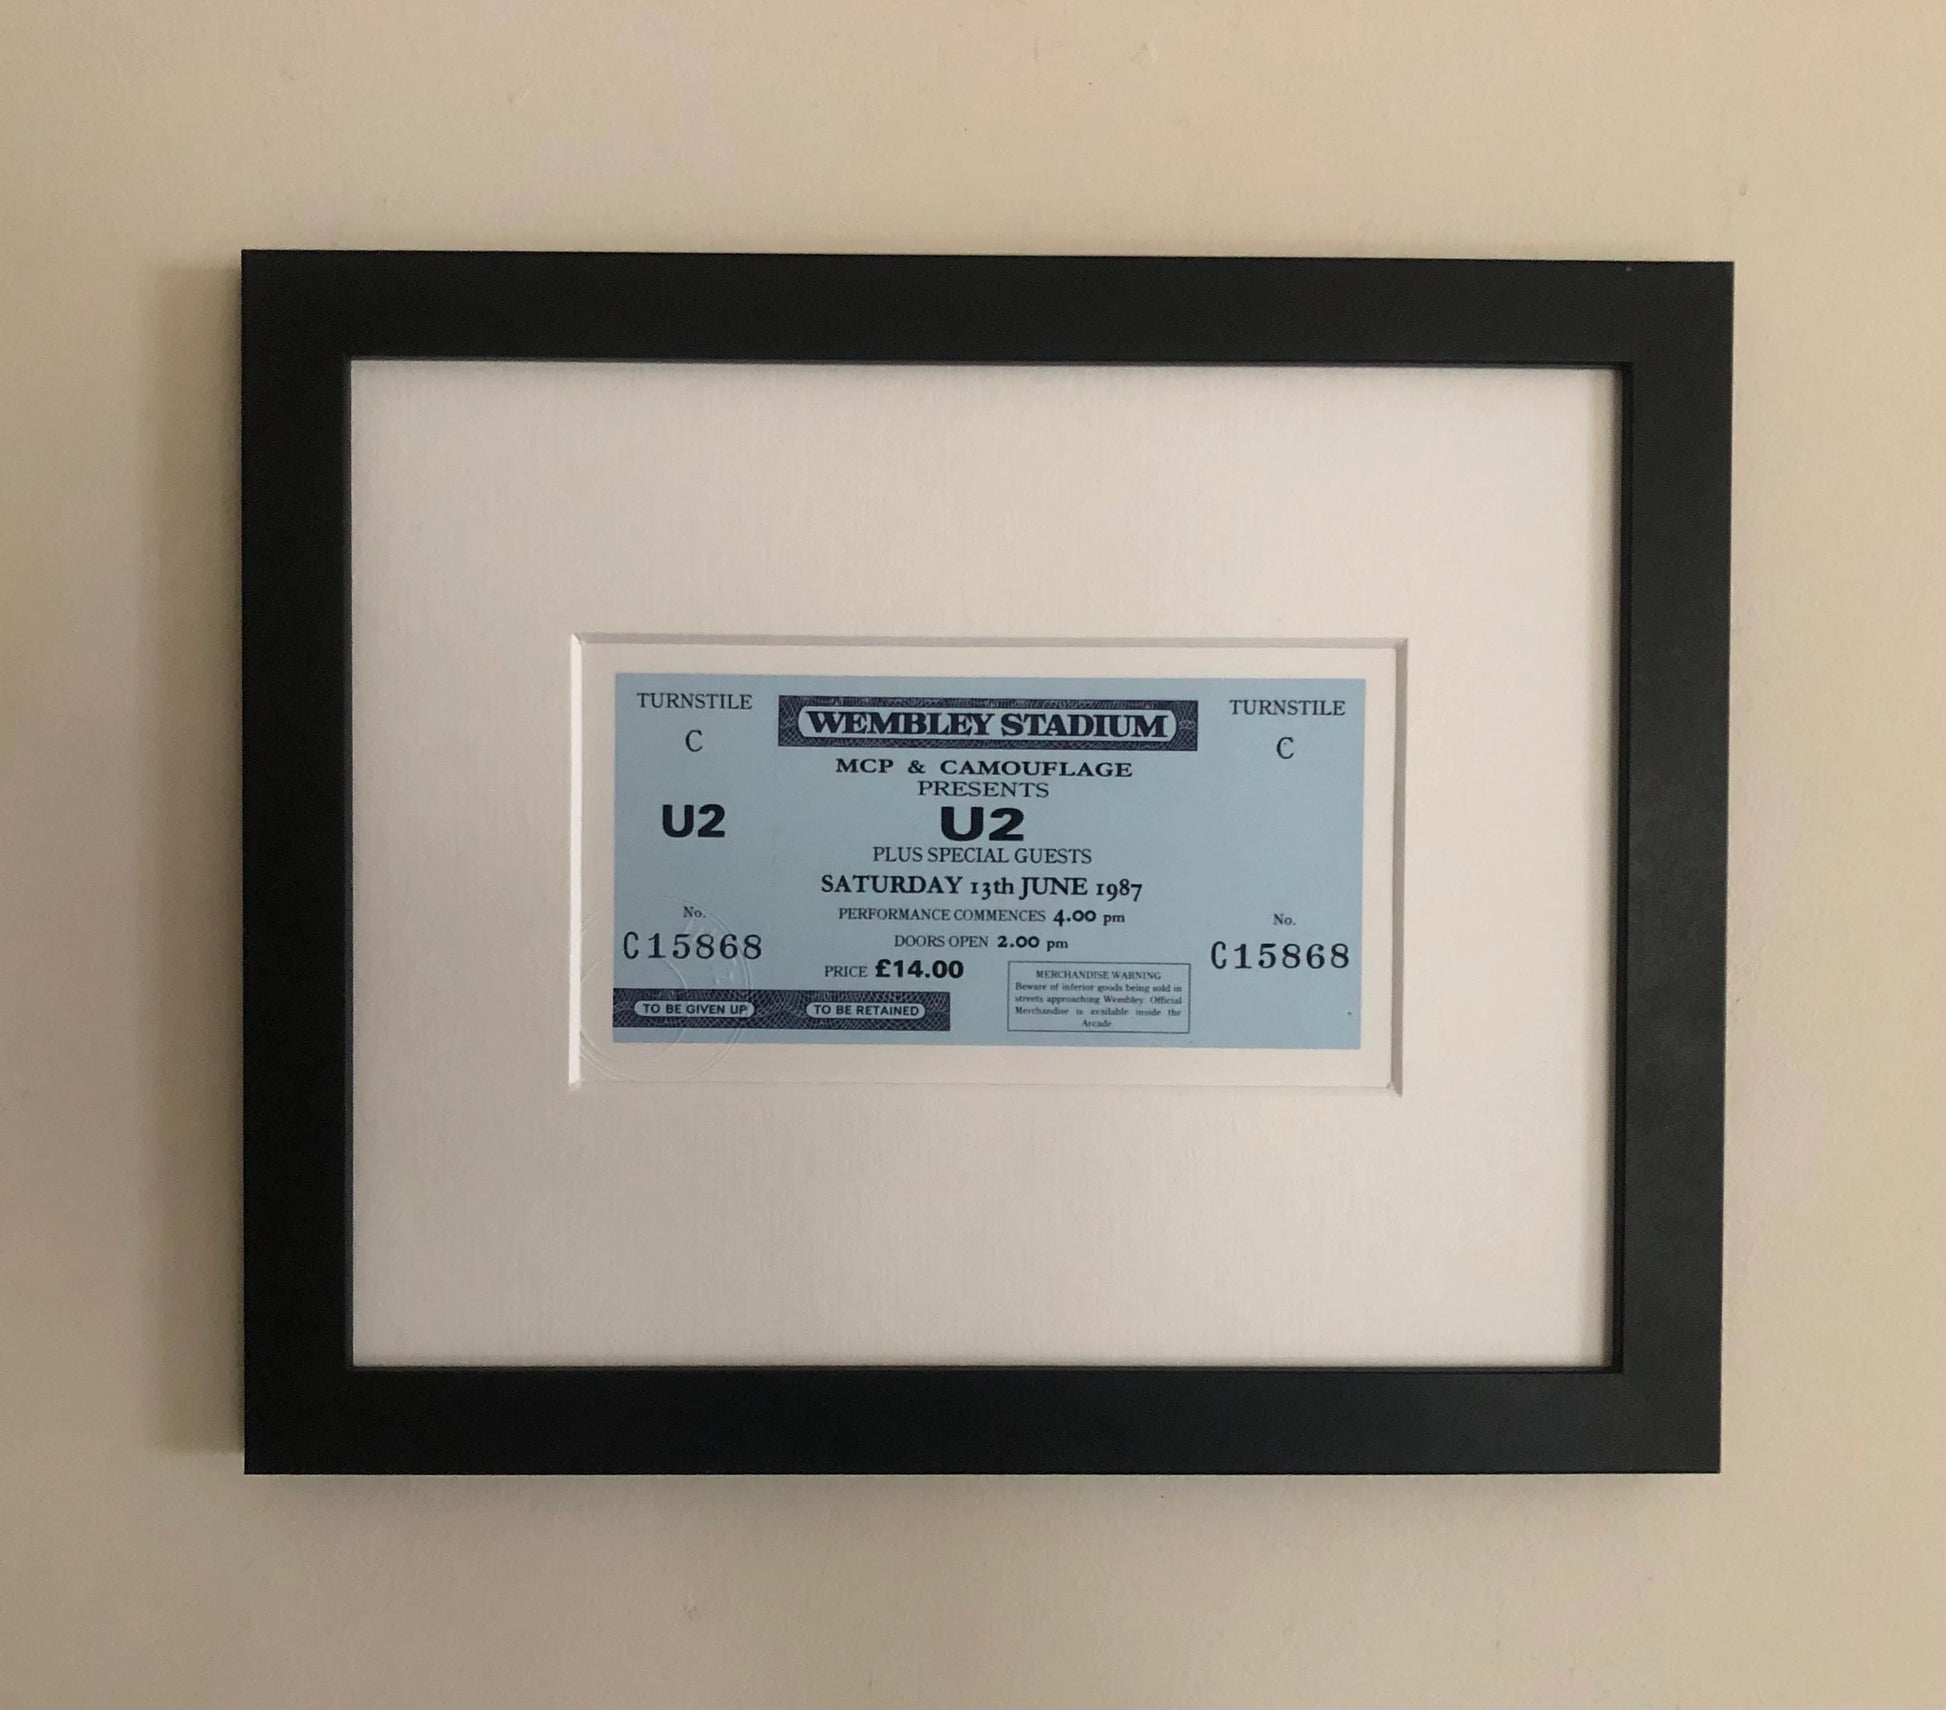 TURNSTILE
C
U2
No.
C15868
TO BE GIVEN UP
WEMBLEY STADIUM
MCP & CAMOUFLAGE
PRESENTS
U2
PLUS SPECIAL GUESTS
SATURDAY 13th JUNE 1987
PERFORMANCE COMMENCES 4.00 pm
DOORS OPEN 2.00 pm
PRICE £14.00
TO BE RETAINED
MERCHANDISE WARNING
Beware of inferior goods being sold in
streets approaching Wembley. Official
Merchandise is available inside the
Arcade
TURNSTILE
C
No.
C15868